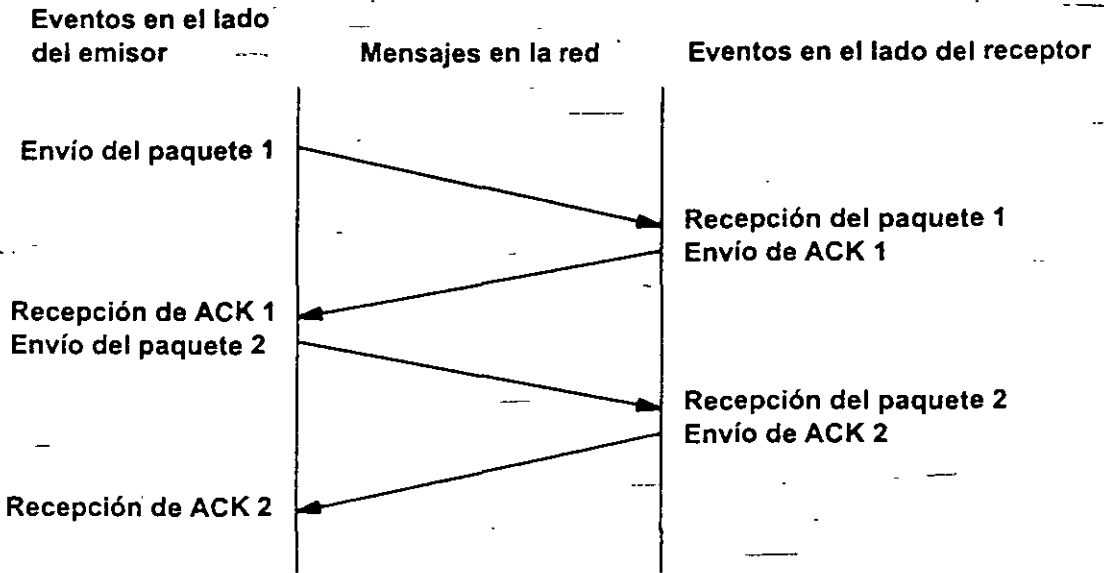 Eventos en el lado
del emisor
Mensajes en la red
Eventos en el lado del receptor
Envío del paquete 1
Recepción del paquete 1
Envío de ACK 1
Recepción de ACK 1
Envío del paquete 2
Recepción del paquete 2
Envío de ACK 2
Recepción de ACK 2